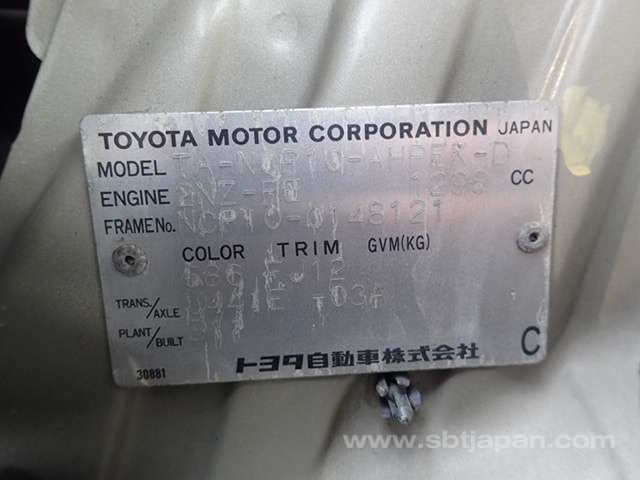 TOYOTA MOTOR CORPORATION JAPAN
MODEL TA-NCP10-AHPEK-D
ENGINE 2NZ-FE 1298 CC
FRAME No. NCP10-0148121
COLOR TRIM GVM(KG)
TRANS./AXLE U441E -03A
PLANT/BUILT
30881 トヨタ自動車株式会社 C
www.sbtjapan.com